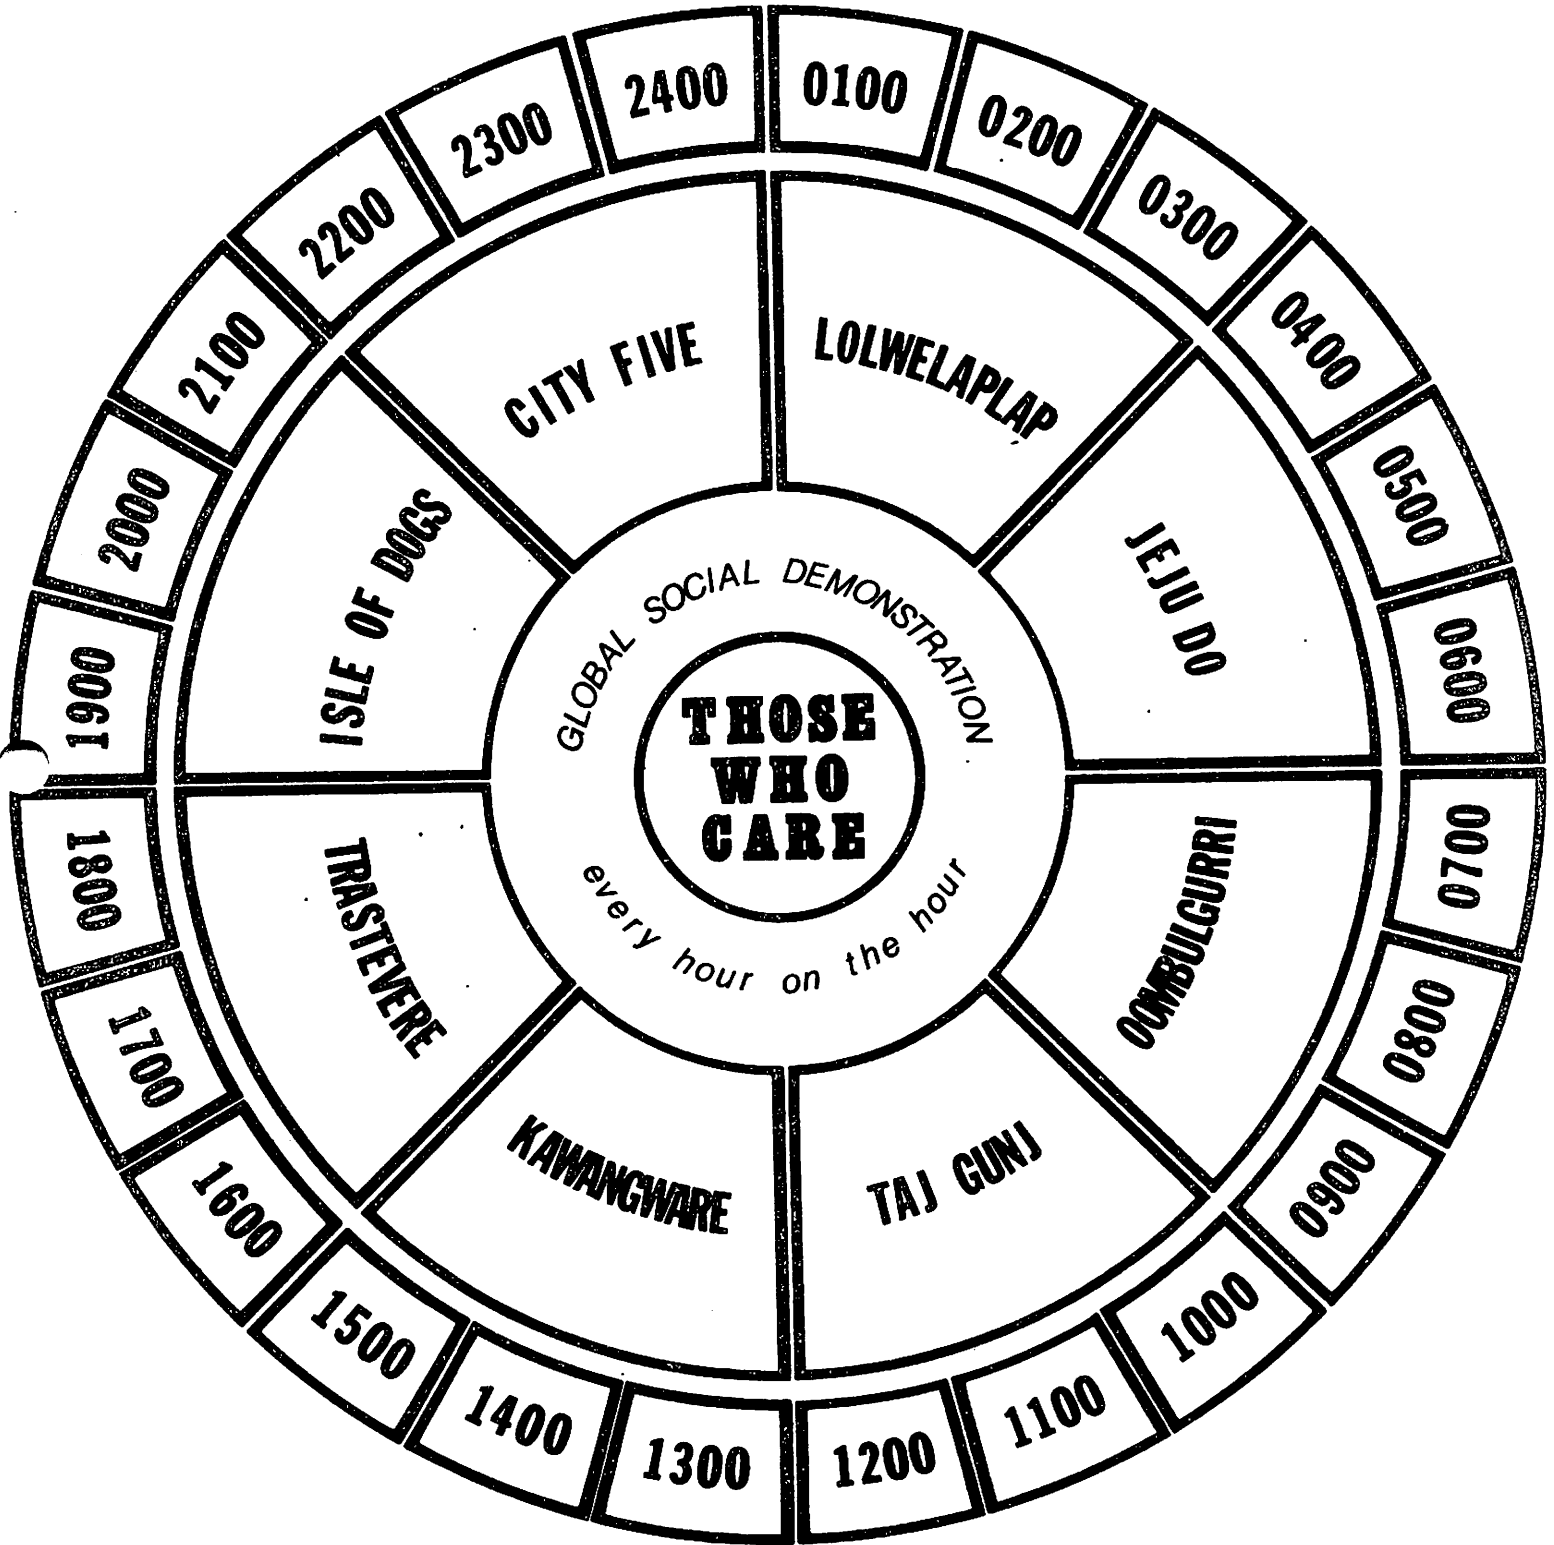 0100
0200
0300
0400
0500
0600
0700
0800
0900
1000
1100
1200
1300
1400
1500
1600
1700
1800
1900
2000
2100
2200
2300
2400
LOLWELAPLAP
JEJU DO
OOMBULGURRI
TAJ GUNJ
KAWANGWARE
TRASTEVERE
ISLE OF DOGS
CITY FIVE
GLOBAL SOCIAL DEMONSTRATION
THOSE
WHO
CARE
every hour on the hour